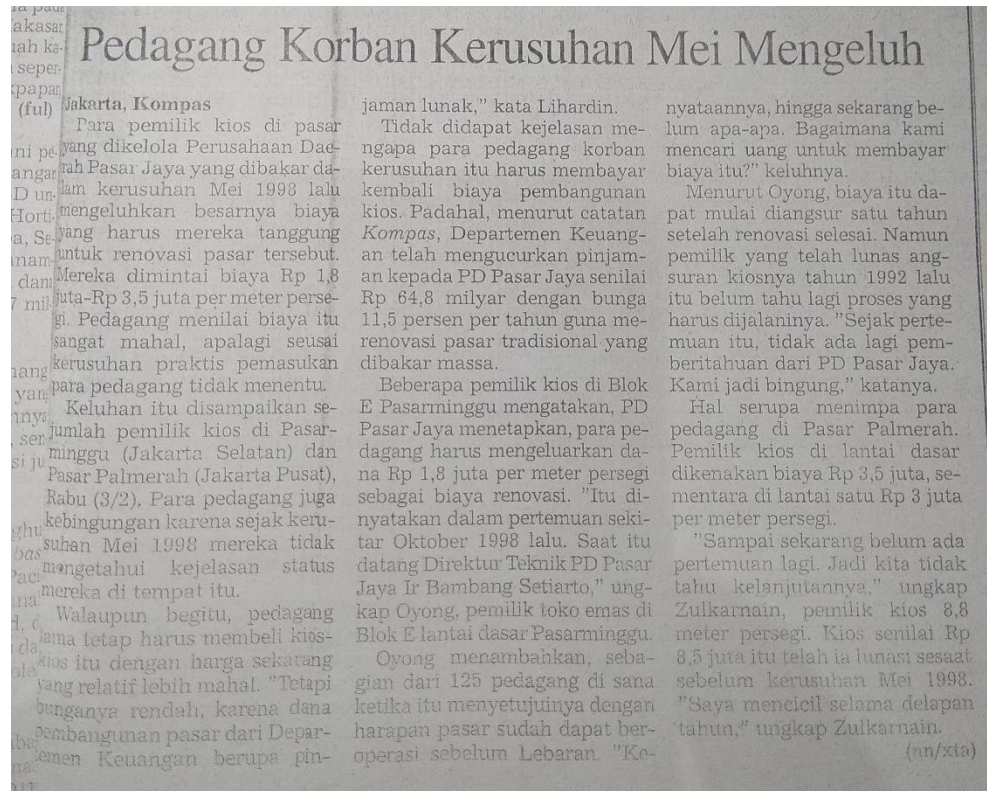 Pedagang Korban Kerusuhan Mei Mengeluh
Jakarta, Kompas
Para pemilik kios di pasar
yang dikelola Perusahaan Dae-
rah Pasar Jaya yang dibakar da-
lam kerusuhan Mei 1998 lalu
mengeluhkan besarnya biaya
yang harus mereka tanggung
untuk renovasi pasar tersebut.
Mereka dimintai biaya Rp 1,8
juta-Rp 3,5 juta per meter perse-
gi. Pedagang menilai biaya itu
sangat mahal, apalagi seusai
kerusuhan praktis pemasukan
para pedagang tidak menentu.
Keluhan itu disampaikan se-
jumlah pemilik kios di Pasar-
minggu (Jakarta Selatan) dan
Pasar Palmerah (Jakarta Pusat),
Rabu (3/2). Para pedagang juga
kebingungan karena sejak keru-
suhan Mei 1998 mereka tidak
mengetahui kejelasan status
mereka di tempat itu.
Walaupun begitu, pedagang
lama tetap harus membeli kios-
kios itu dengan harga sekarang
yang relatif lebih mahal. "Tetapi
bunganya rendah, karena dana
pembangunan pasar dari Depar-
temen Keuangan berupa pin-
jaman lunak," kata Lihardin.
Tidak didapat kejelasan me-
ngapa para pedagang korban
kerusuhan itu harus membayar
kembali biaya pembangunan
kios. Padahal, menurut catatan
Kompas, Departemen Keuang-
an telah mengucurkan pinjam-
an kepada PD Pasar Jaya senilai
Rp 64,8 milyar dengan bunga
11,5 persen per tahun guna me-
renovasi pasar tradisional yang
dibakar massa.
Beberapa pemilik kios di Blok
E Pasarminggu mengatakan, PD
Pasar Jaya menetapkan, para pe-
dagang harus mengeluarkan da-
na Rp 1,8 juta per meter persegi
sebagai biaya renovasi. "Itu di-
nyatakan dalam pertemuan seki-
tar Oktober 1998 lalu. Saat itu
datang Direktur Teknik PD Pasar
Jaya Ir Bambang Setiarto," ung-
kap Oyong, pemilik toko emas di
Blok E lantai dasar Pasarminggu.
Oyong menambahkan, seba-
gian dari 125 pedagang di sana
ketika itu menyetujuinya dengan
harapan pasar sudah dapat ber-
operasi sebelum Lebaran. "Ke-
nyataannya, hingga sekarang be-
lum apa-apa. Bagaimana kami
mencari uang untuk membayar
biaya itu?" keluhnya.
Menurut Oyong, biaya itu da-
pat mulai diangsur satu tahun
setelah renovasi selesai. Namun
pemilik yang telah lunas ang-
suran kiosnya tahun 1992 lalu
itu belum tahu lagi proses yang
harus dijalaninya. "Sejak perte-
muan itu, tidak ada lagi pem-
beritahuan dari PD Pasar Jaya.
Kami jadi bingung," katanya.
Hal serupa menimpa para
pedagang di Pasar Palmerah.
Pemilik kios di lantai dasar
dikenakan biaya Rp 3,5 juta, se-
mentara di lantai satu Rp 3 juta
per meter persegi.
"Sampai sekarang belum ada
pertemuan lagi. Jadi kita tidak
tahu kelanjutannya," ungkap
Zulkarnain, pemilik kios 8,8
meter persegi. Kios senilai Rp
8,5 juta itu telah ia lunasi sesaat
sebelum kerusuhan Mei 1998.
"Saya mencicil selama delapan
tahun," ungkap Zulkarnain.
(nn/xta)